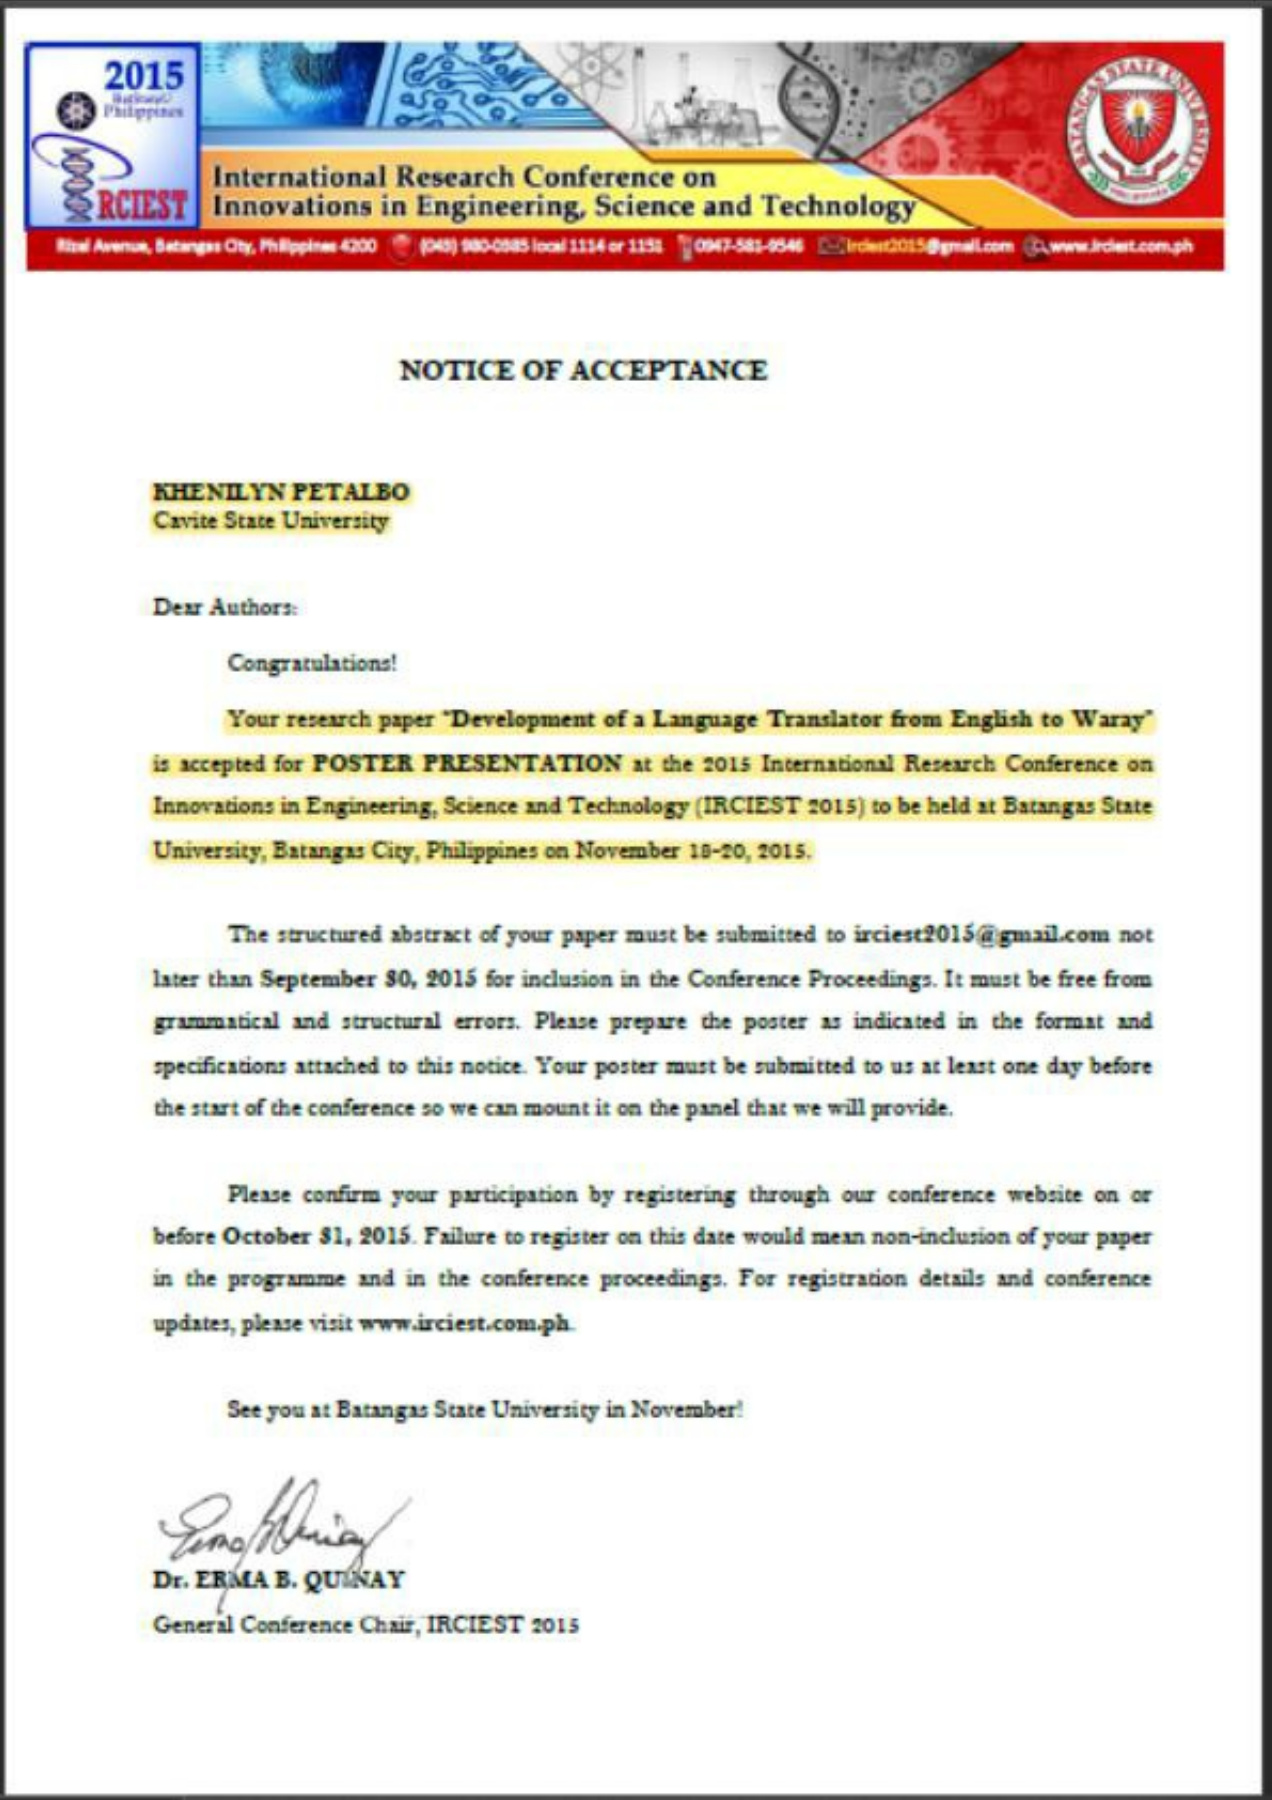 2015
BatStateU
Philippines
RCIEST
International Research Conference on
Innovations in Engineering, Science and Technology
BATANGAS STATE UNIVERSITY
Rizal Avenue, Batangas City, Philippines 4200 (043) 980-0385 local 1114 or 1151 0947-581-9546 irciest2015@gmail.com www.irciest.com.ph
NOTICE OF ACCEPTANCE
KHENILYN PETALBO
Cavite State University
Dear Authors:
Congratulations!
Your research paper "Development of a Language Translator from English to Waray"
is accepted for POSTER PRESENTATION at the 2015 International Research Conference on
Innovations in Engineering, Science and Technology (IRCIEST 2015) to be held at Batangas State
University, Batangas City, Philippines on November 18-20, 2015.
The structured abstract of your paper must be submitted to irciest2015@gmail.com not
later than September 30, 2015 for inclusion in the Conference Proceedings. It must be free from
grammatical and structural errors. Please prepare the poster as indicated in the format and
specifications attached to this notice. Your poster must be submitted to us at least one day before
the start of the conference so we can mount it on the panel that we will provide.
Please confirm your participation by registering through our conference website on or
before October 31, 2015. Failure to register on this date would mean non-inclusion of your paper
in the programme and in the conference proceedings. For registration details and conference
updates, please visit www.irciest.com.ph.
See you at Batangas State University in November!
Dr. ERMA B. QUINAY
General Conference Chair, IRCIEST 2015